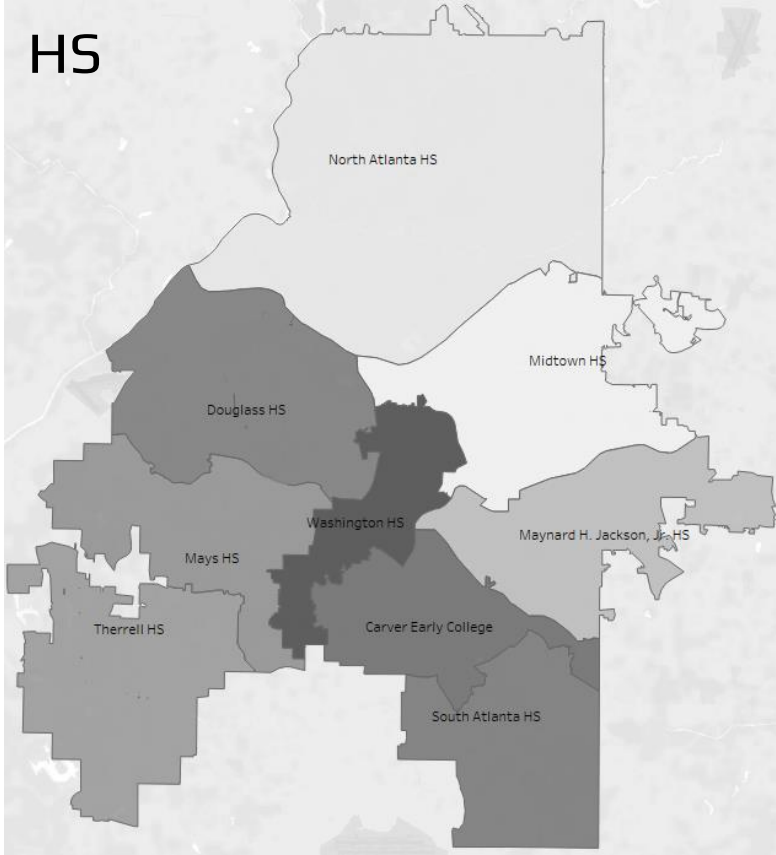 HS
North Atlanta HS
Midtown HS
Douglass HS
Washington HS
Maynard H. Jackson, Jr. HS
Mays HS
Therrell HS
Carver Early College
South Atlanta HS